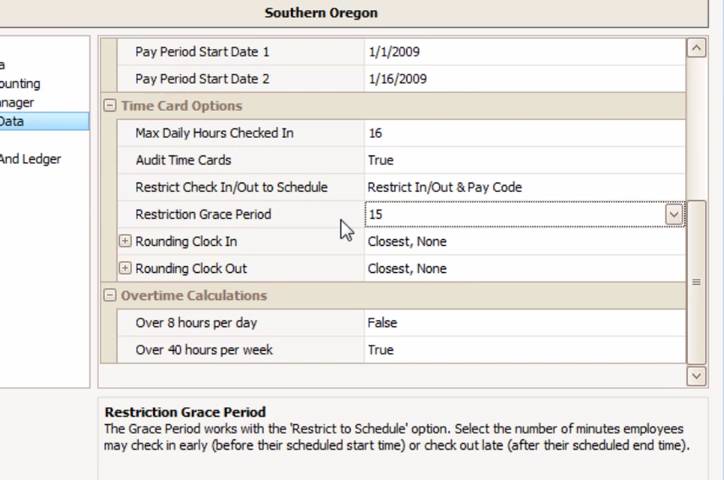 Southern Oregon
Pay Period Start Date 1 1/1/2009
Pay Period Start Date 2 1/16/2009
Time Card Options
Max Daily Hours Checked In 16
Audit Time Cards True
Restrict Check In/Out to Schedule Restrict In/Out & Pay Code
Restriction Grace Period 15
Rounding Clock In Closest, None
Rounding Clock Out Closest, None
Overtime Calculations
Over 8 hours per day False
Over 40 hours per week True
a
ounting
nager
Data
And Ledger
Restriction Grace Period
The Grace Period works with the 'Restrict to Schedule' option. Select the number of minutes employees
may check in early (before their scheduled start time) or check out late (after their scheduled end time).